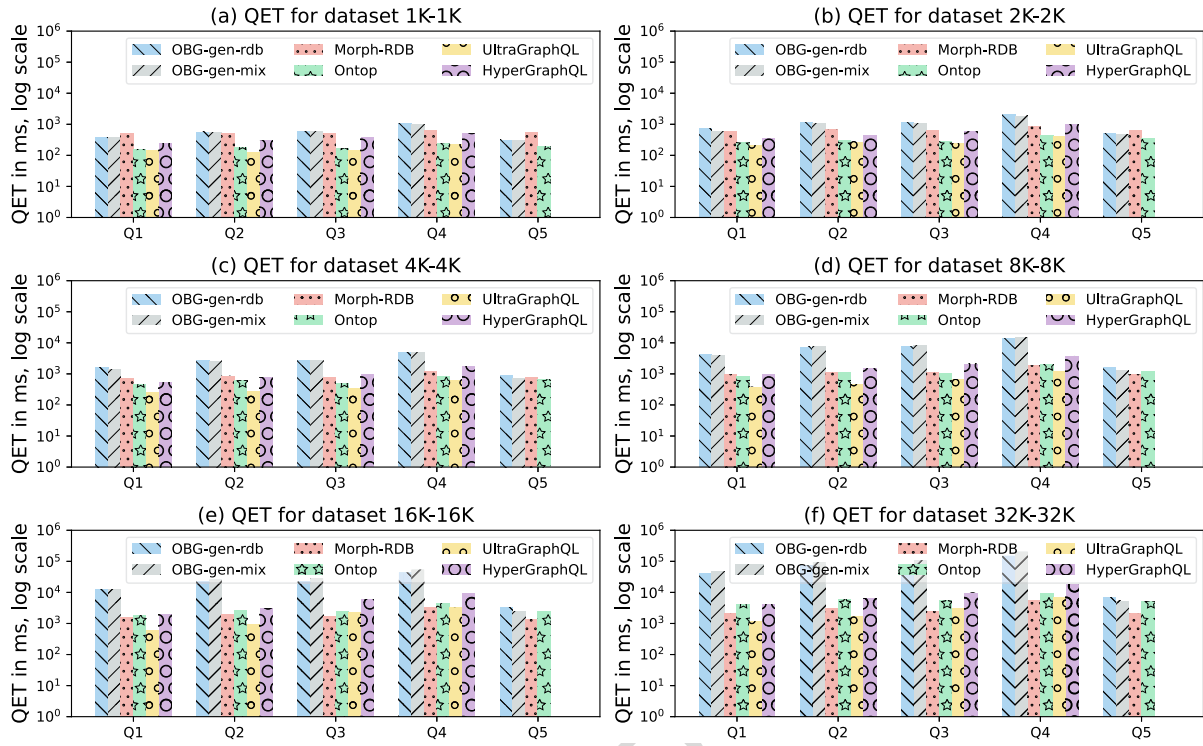 (a) QET for dataset 1K-1K
QET in ms, log scale
10^6
10^5
10^4
10^3
10^2
10^1
10^0
OBG-gen-rdb Morph-RDB UltraGraphQL
OBG-gen-mix Ontop HyperGraphQL
Q1 Q2 Q3 Q4 Q5
(b) QET for dataset 2K-2K
QET in ms, log scale
10^6
10^5
10^4
10^3
10^2
10^1
10^0
OBG-gen-rdb Morph-RDB UltraGraphQL
OBG-gen-mix Ontop HyperGraphQL
Q1 Q2 Q3 Q4 Q5
(c) QET for dataset 4K-4K
QET in ms, log scale
10^6
10^5
10^4
10^3
10^2
10^1
10^0
OBG-gen-rdb Morph-RDB UltraGraphQL
OBG-gen-mix Ontop HyperGraphQL
Q1 Q2 Q3 Q4 Q5
(d) QET for dataset 8K-8K
QET in ms, log scale
10^6
10^5
10^4
10^3
10^2
10^1
10^0
OBG-gen-rdb Morph-RDB UltraGraphQL
OBG-gen-mix Ontop HyperGraphQL
Q1 Q2 Q3 Q4 Q5
(e) QET for dataset 16K-16K
QET in ms, log scale
10^6
10^5
10^4
10^3
10^2
10^1
10^0
OBG-gen-rdb Morph-RDB UltraGraphQL
OBG-gen-mix Ontop HyperGraphQL
Q1 Q2 Q3 Q4 Q5
(f) QET for dataset 32K-32K
QET in ms, log scale
10^6
10^5
10^4
10^3
10^2
10^1
10^0
OBG-gen-rdb Morph-RDB UltraGraphQL
OBG-gen-mix Ontop HyperGraphQL
Q1 Q2 Q3 Q4 Q5